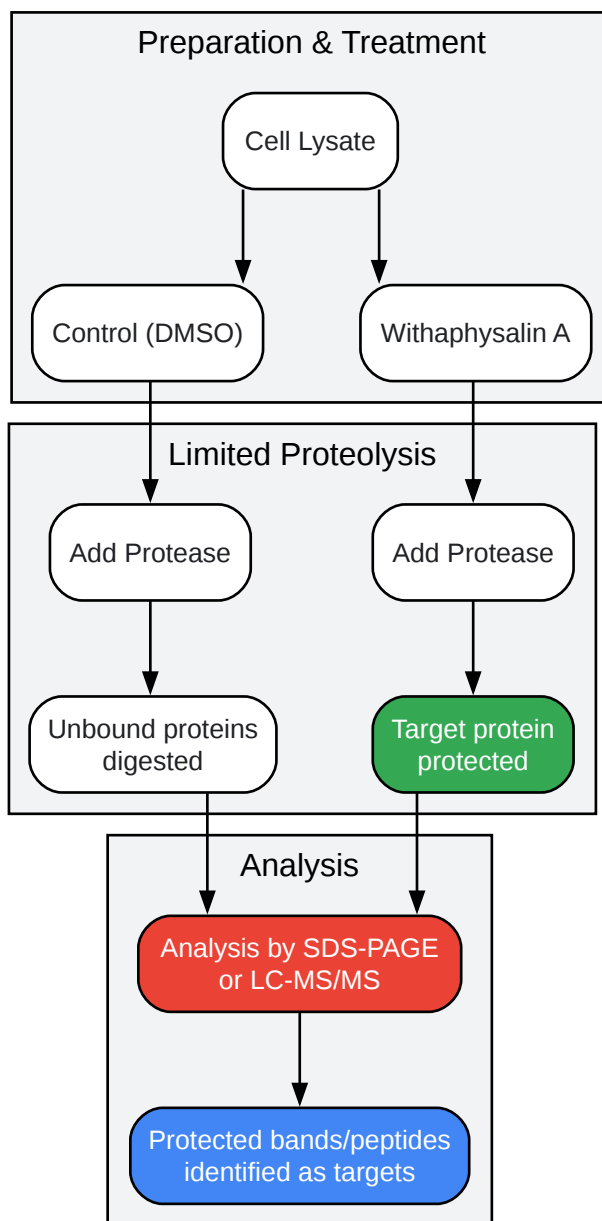 Preparation & Treatment
Cell Lysate
Control (DMSO)
Withaphysalin A
Limited Proteolysis
Add Protease
Add Protease
Unbound proteins
digested
Target protein
protected
Analysis
Analysis by SDS-PAGE
or LC-MS/MS
Protected bands/peptides
identified as targets